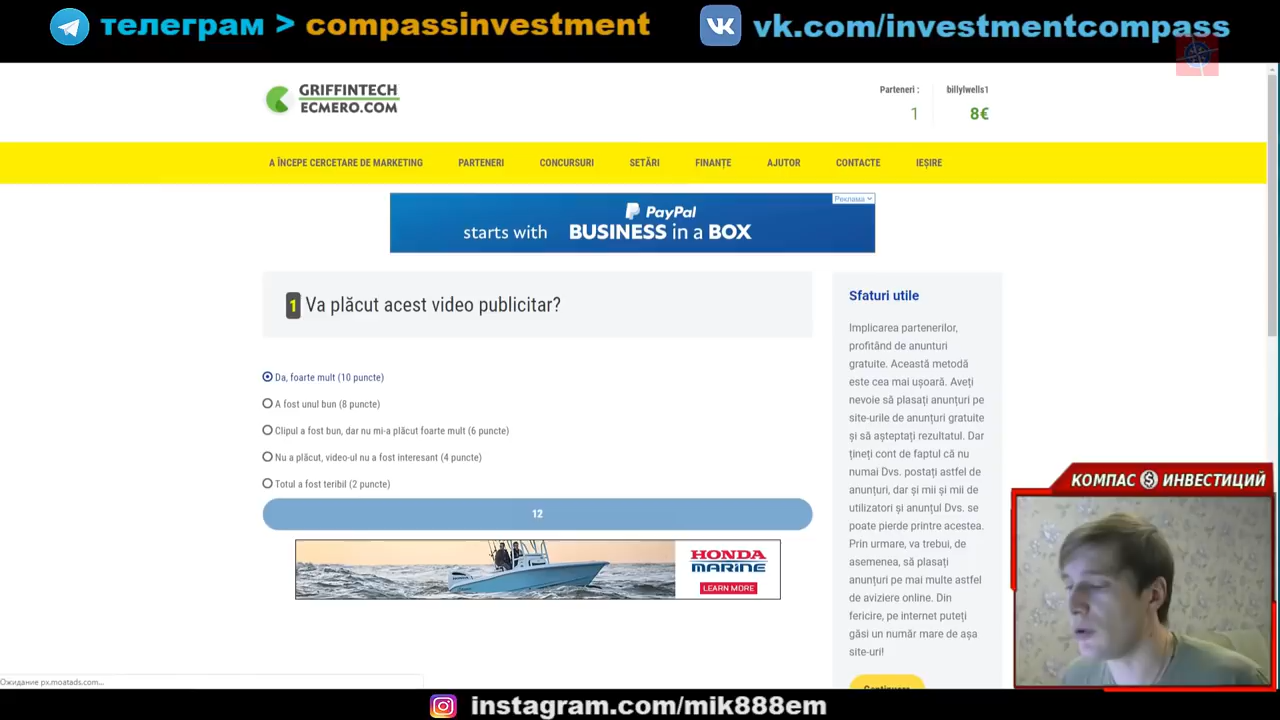 телеграм > compassinvestment
vk.com/investmentcompass
GRIFFINTECH
ECMERO.COM
Parteneri :
1
billylwells1
8€
A ÎNCEPE CERCETARE DE MARKETING PARTENERI CONCURSURI SETĂRI FINANȚE AJUTOR CONTACTE IEȘIRE
Реклама
PayPal
starts with BUSINESS in a BOX
1 Va plăcut acest video publicitar?
Da, foarte mult (10 puncte)
A fost unul bun (8 puncte)
Clipul a fost bun, dar nu mi-a plăcut foarte mult (6 puncte)
Nu a plăcut, video-ul nu a fost interesant (4 puncte)
Totul a fost teribil (2 puncte)
12
HONDA
MARINE
LEARN MORE
Sfaturi utile
Implicarea partenerilor,
profitând de anunturi
gratuite. Această metodă
este cea mai ușoară. Aveți
nevoie să plasați anunțuri pe
site-urile de anunțuri gratuite
și să așteptați rezultatul. Dar
țineți cont de faptul că nu
numai Dvs. postați astfel de
anunțuri, dar și mii și mii de
utilizatori și anunțul Dvs. se
poate pierde printre acestea.
Prin urmare, va trebui, de
asemenea, să plasați
anunțuri pe mai multe astfel
de aviziere online. Din
fericire, pe internet puteți
găsi un număr mare de așa
site-uri!
Continuare
КОМПАС $ ИНВЕСТИЦИЙ
Ожидание px.moatads.com...
instagram.com/mik888em